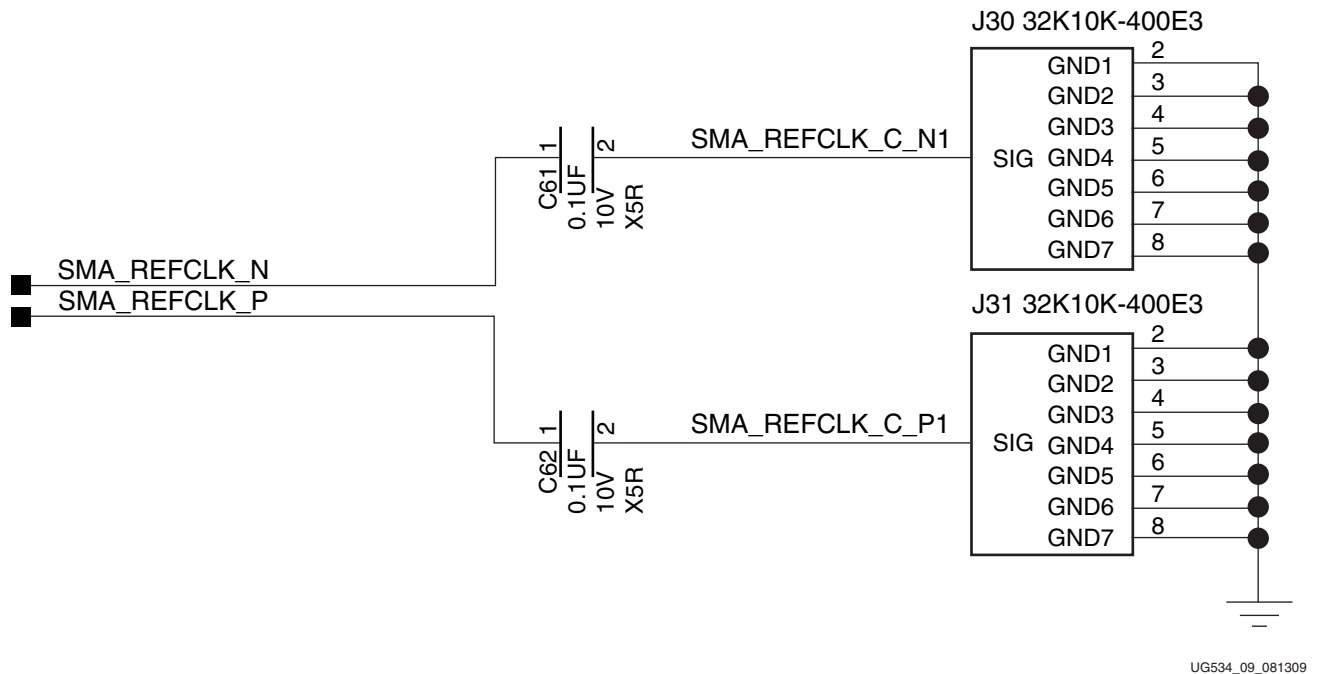 J30 32K10K-400E3
GND1 2
GND2 3
GND3 4
SIG GND4 5
GND5 6
GND6 7
GND7 8
SMA_REFCLK_C_N1
1 2
C61
0.1UF
10V
X5R
SMA_REFCLK_N
SMA_REFCLK_P
J31 32K10K-400E3
GND1 2
GND2 3
GND3 4
SIG GND4 5
GND5 6
GND6 7
GND7 8
SMA_REFCLK_C_P1
1 2
C62
0.1UF
10V
X5R
UG534_09_081309